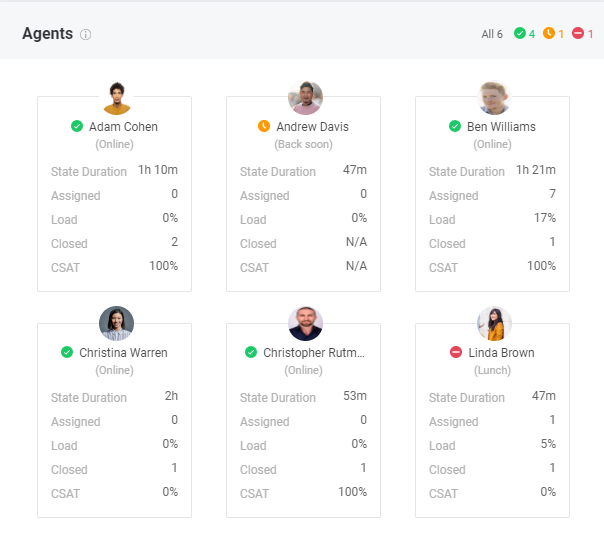 Agents All 6 4 1 1
Adam Cohen
(Online)
State Duration 1h 10m
Assigned 0
Load 0%
Closed 2
CSAT 100%
Andrew Davis
(Back soon)
State Duration 47m
Assigned 0
Load 0%
Closed N/A
CSAT N/A
Ben Williams
(Online)
State Duration 1h 21m
Assigned 7
Load 17%
Closed 1
CSAT 100%
Christina Warren
(Online)
State Duration 2h
Assigned 0
Load 0%
Closed 1
CSAT 0%
Christopher Rutm...
(Online)
State Duration 53m
Assigned 0
Load 0%
Closed 1
CSAT 100%
Linda Brown
(Lunch)
State Duration 47m
Assigned 1
Load 5%
Closed 1
CSAT 0%